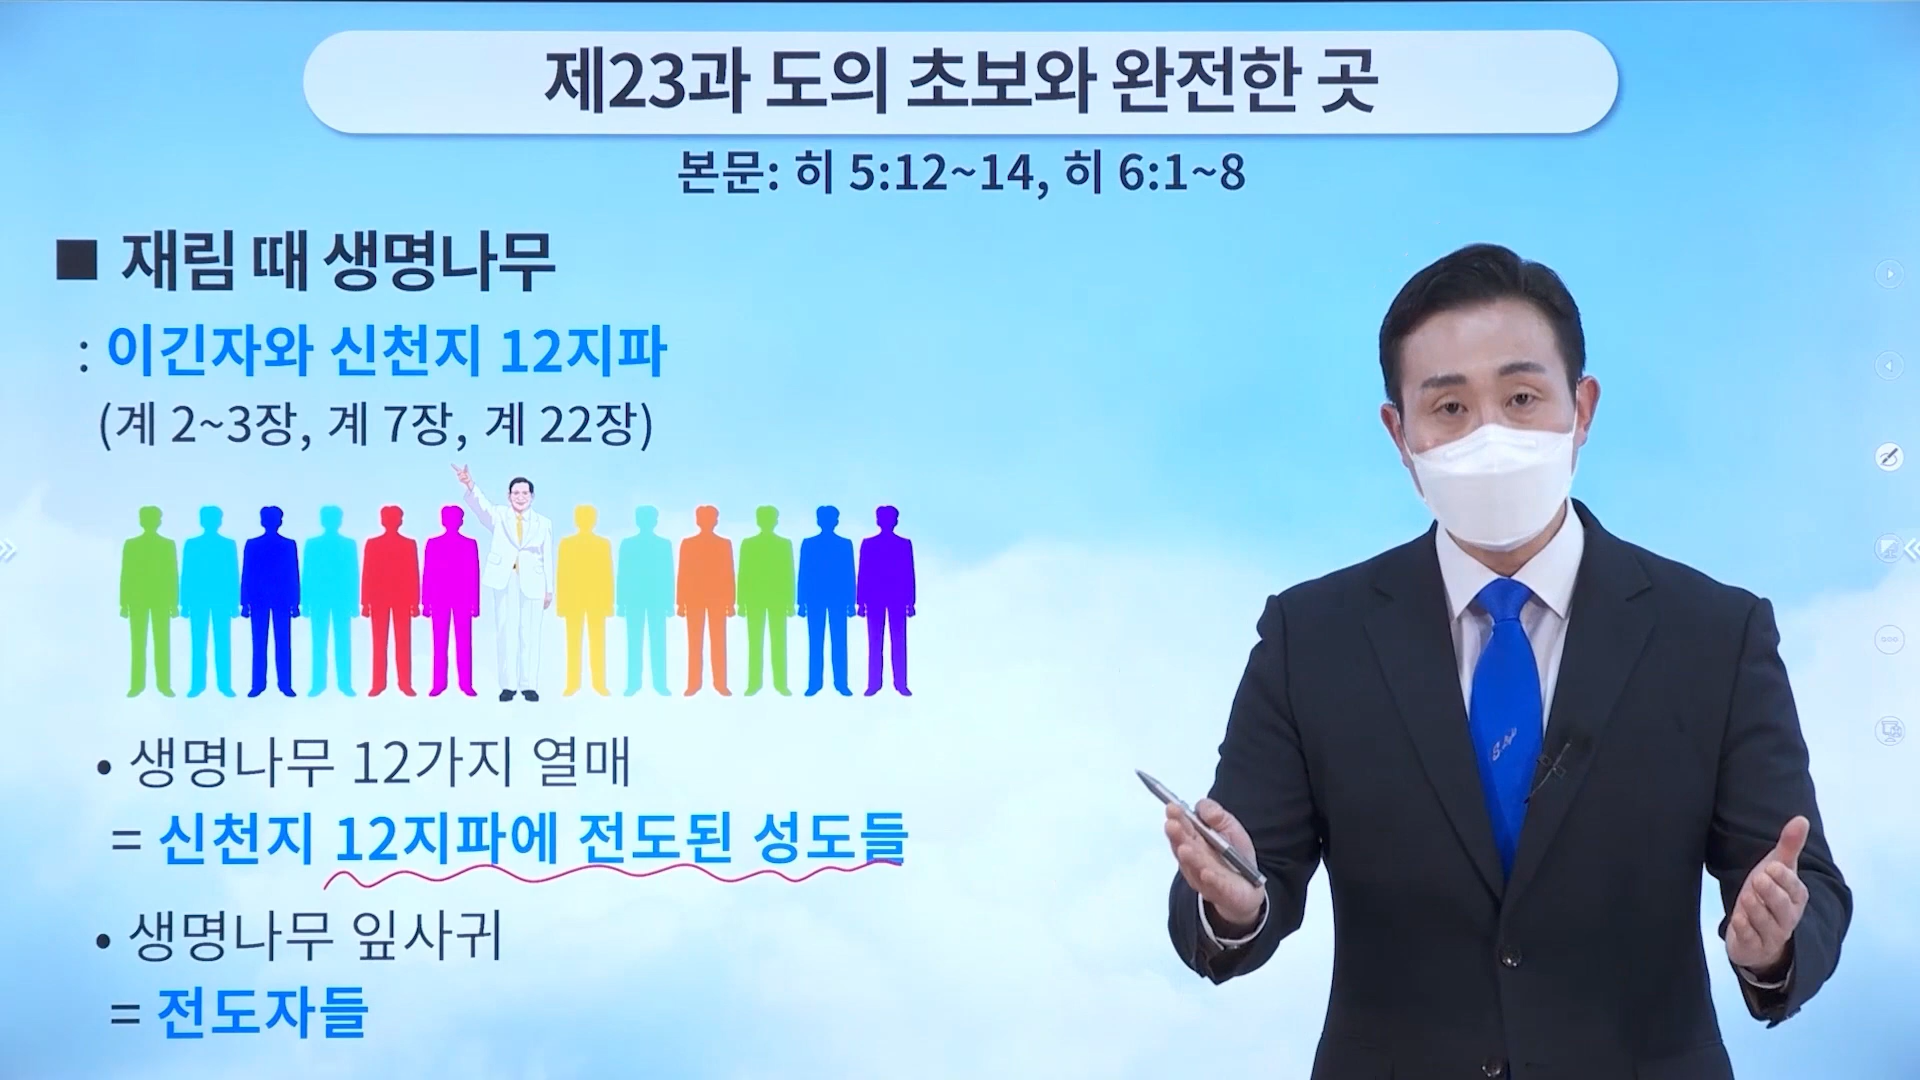 제23과 도의 초보와 완전한 곳
본문: 히 5:12~14, 히 6:1~8
■ 재림 때 생명나무
: 이긴자와 신천지 12지파
(계 2~3장, 계 7장, 계 22장)
• 생명나무 12가지 열매
= 신천지 12지파에 전도된 성도들
• 생명나무 잎사귀
= 전도자들